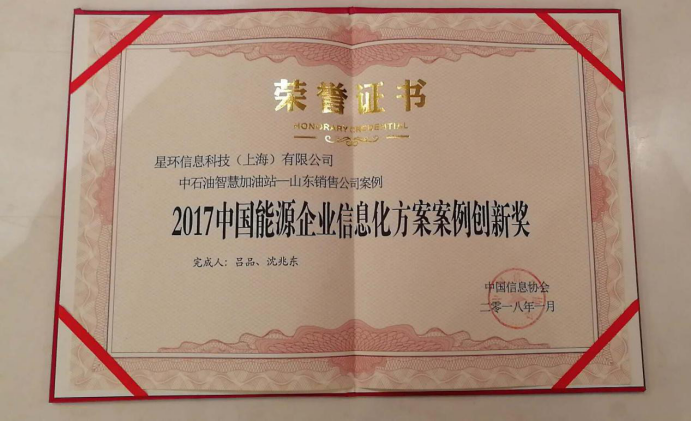 荣誉证书
HONORARY CREDENTIAL
星环信息科技（上海）有限公司
中石油智慧加油站—山东销售公司案例
2017中国能源企业信息化方案案例创新奖
完成人：吕品、沈兆东
中国信息协会
二零一八年一月